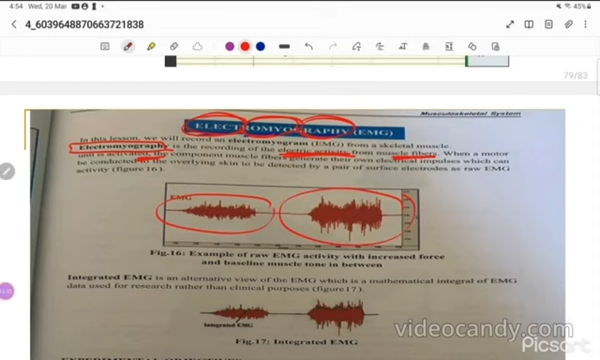 4:54 Wed, 20 Mar
45%
4_6039648870663721838
79/83
Musculoskeletal System
ELECTROMYOGRAPHY (EMG)
In this lesson, we will record an electromyogram (EMG) from a skeletal muscle.
Electromyography is the recording of the electric activity from muscle fibers. When a motor
unit is activated, the component muscle fibers generate their own electrical impulses which can
be conducted to the overlying skin to be detected by a pair of surface electrodes as raw EMG
activity (figure 16).
EMG
Fig.16: Example of raw EMG activity with increased force
and baseline muscle tone in between
Integrated EMG is an alternative view of the EMG which is a mathematical integral of EMG
data used for research rather than clinical purposes (figure17).
Integrated EMG
Fig.17: Integrated EMG
videocandy.com
PlaySmart